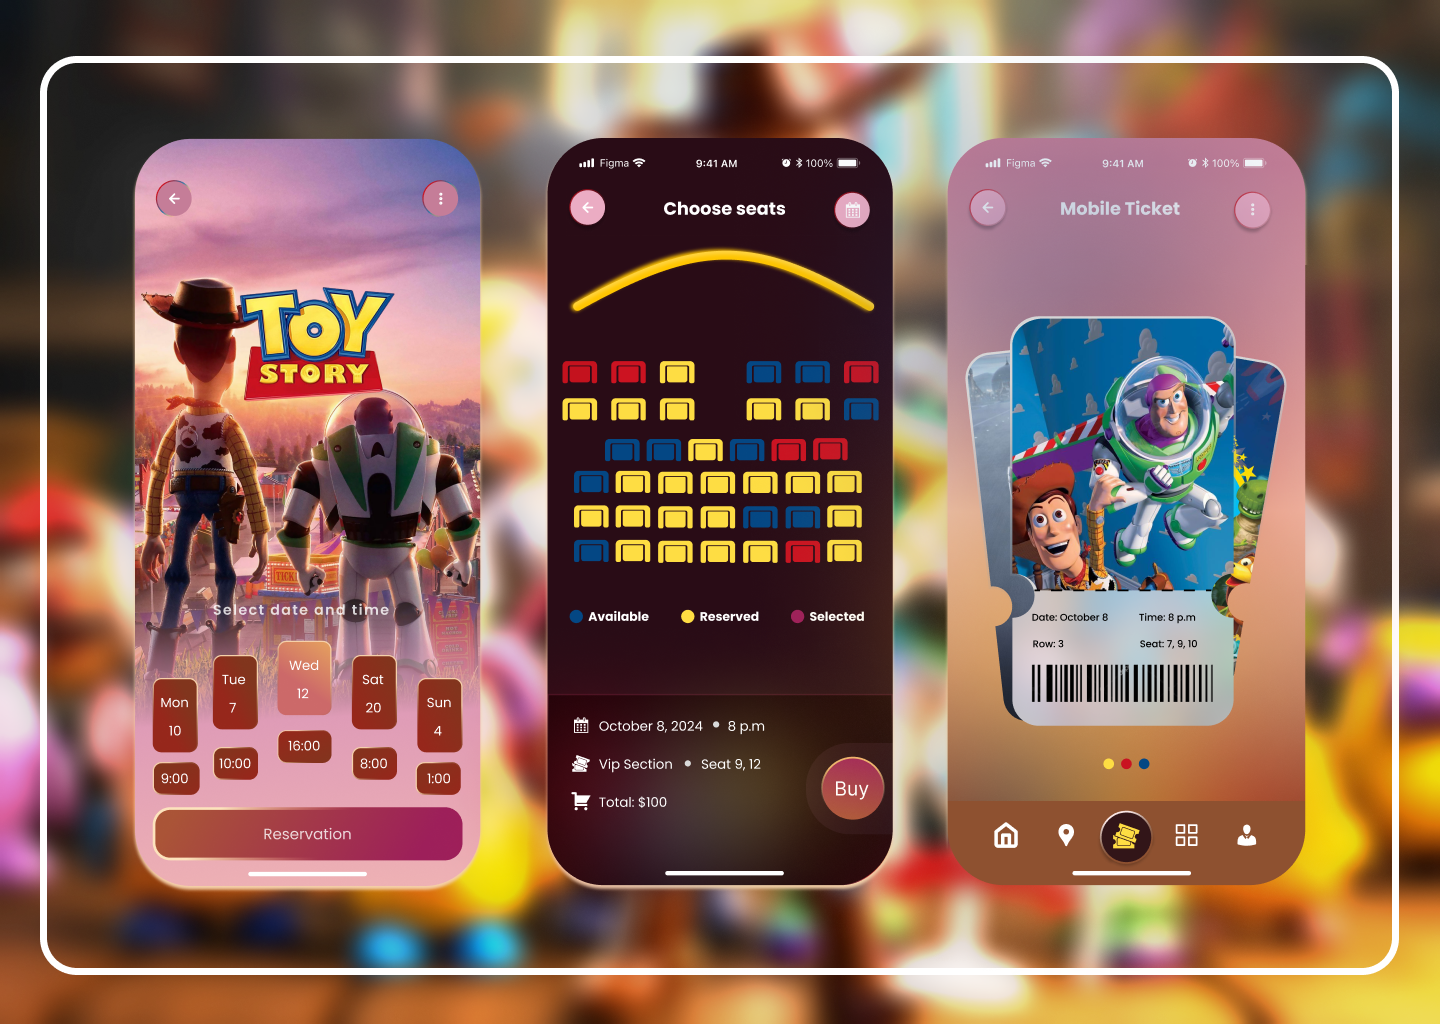 TOY
STORY
TICK
Select date and time
Mon
10
Tue
7
Wed
12
Sat
20
Sun
4
9:00
10:00
16:00
8:00
1:00
Reservation
Figma
9:41 AM
100%
Choose seats
Available
Reserved
Selected
October 8, 2024 • 8 p.m
Vip Section • Seat 9, 12
Total: $100
Buy
Figma
9:41 AM
100%
Mobile Ticket
Date: October 8 Time: 8 p.m
Row: 3 Seat: 7, 9, 10